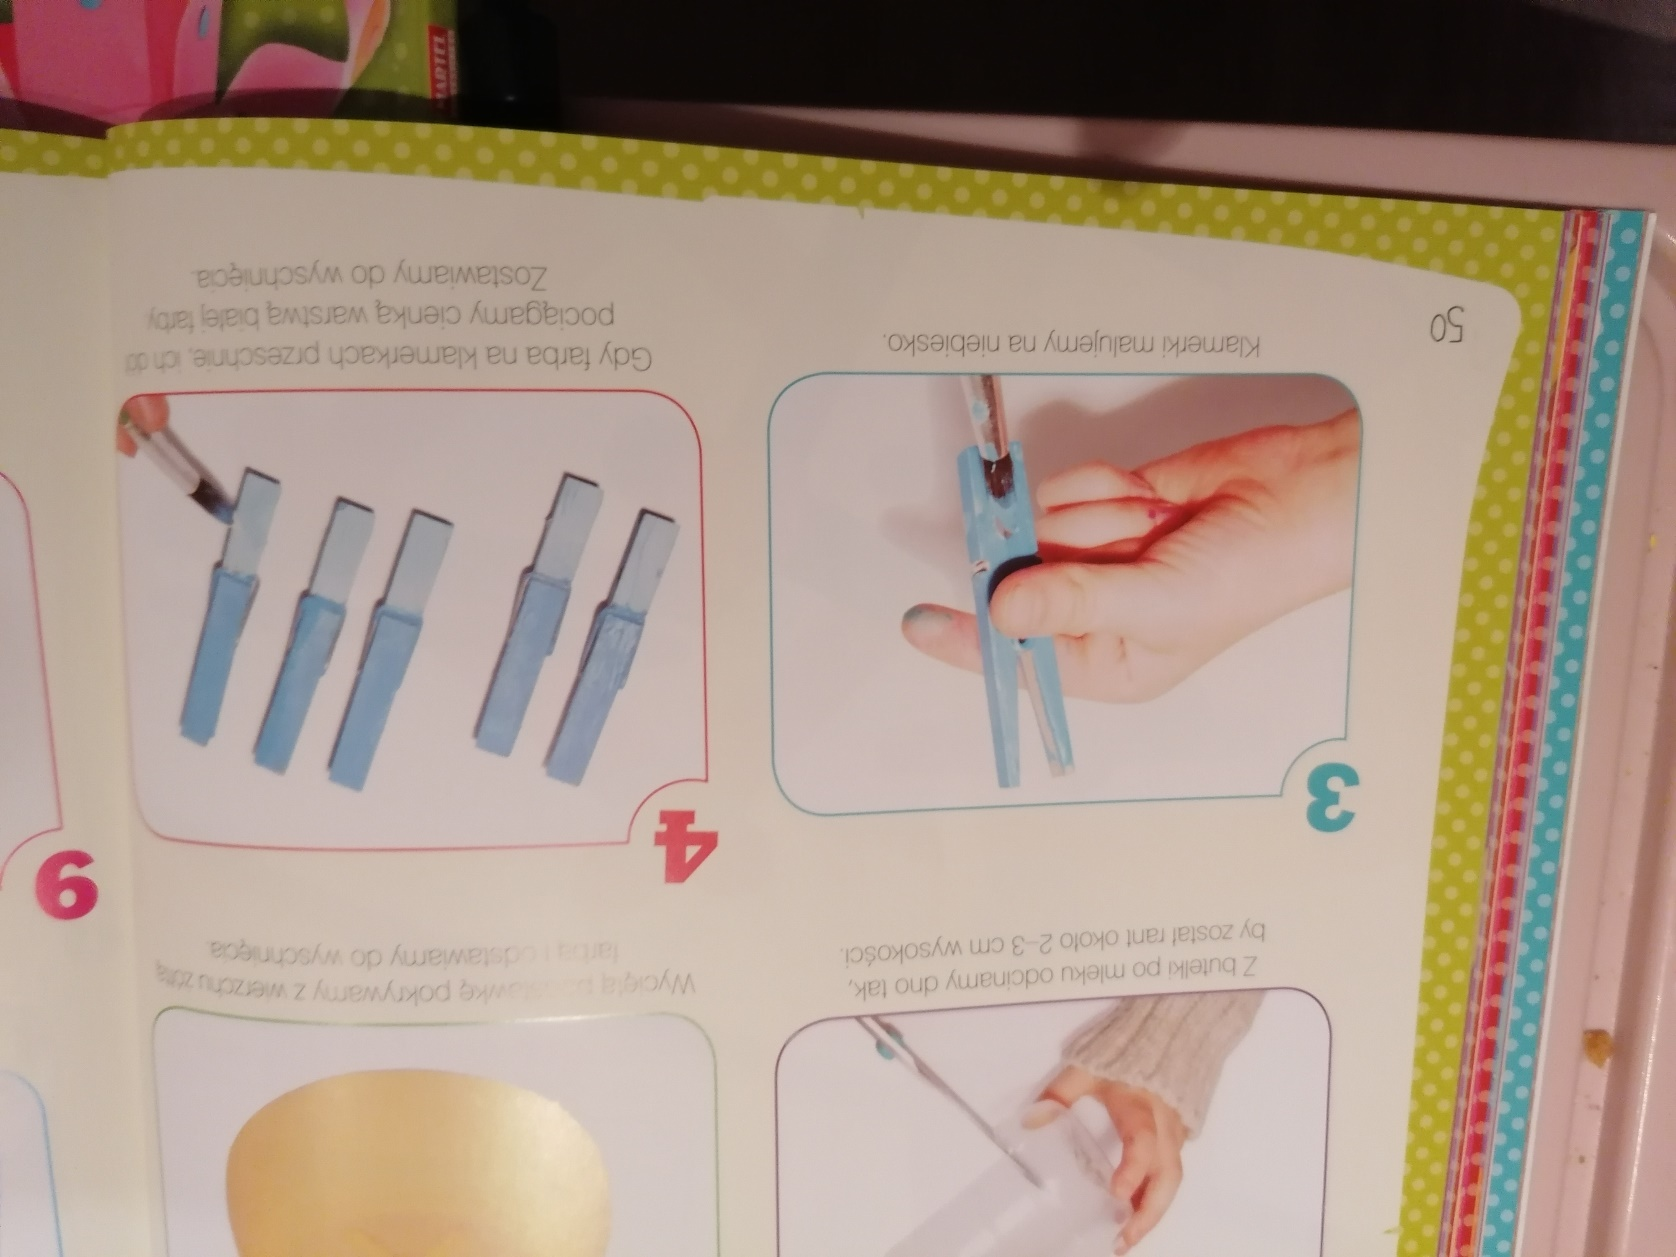 Z butelki po mleku odcinamy dno tak,
by został rant około 2–3 cm wysokości.
Wyciętą podstawkę pokrywamy z wierzchu żółtą
farbą i odstawiamy do wyschnięcia.
3
Klamerki malujemy na niebiesko.
4
Gdy farba na klamerkach przeschnie, ich do
pociągamy cienką warstwą białej farby.
Zostawiamy do wyschnięcia.
50
6